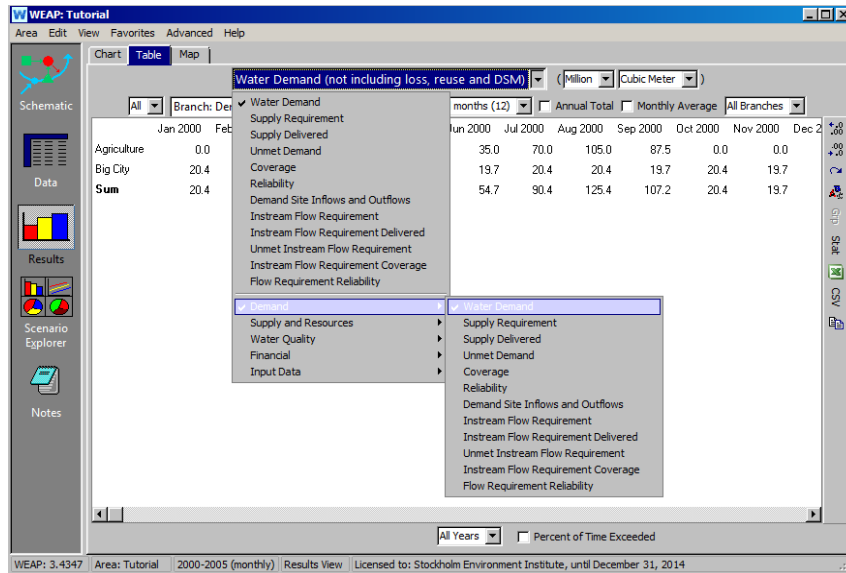 WEAP: Tutorial
Area Edit View Favorites Advanced Help
Chart Table Map
Water Demand (not including loss, reuse and DSM) ( Million Cubic Meter )
All Branch: Der months (12) Annual Total Monthly Average All Branches
Jan 2000 Feb Jun 2000 Jul 2000 Aug 2000 Sep 2000 Oct 2000 Nov 2000 Dec 2
Agriculture 0.0 35.0 70.0 105.0 87.5 0.0 0.0
Big City 20.4 19.7 20.4 20.4 19.7 20.4 19.7
Sum 20.4 54.7 90.4 125.4 107.2 20.4 19.7
Water Demand
Supply Requirement
Supply Delivered
Unmet Demand
Coverage
Reliability
Demand Site Inflows and Outflows
Instream Flow Requirement
Instream Flow Requirement Delivered
Unmet Instream Flow Requirement
Instream Flow Requirement Coverage
Flow Requirement Reliability
Demand
Supply and Resources
Water Quality
Financial
Input Data
Water Demand
Supply Requirement
Supply Delivered
Unmet Demand
Coverage
Reliability
Demand Site Inflows and Outflows
Instream Flow Requirement
Instream Flow Requirement Delivered
Unmet Instream Flow Requirement
Instream Flow Requirement Coverage
Flow Requirement Reliability
Schematic
Data
Results
Scenario
Explorer
Notes
Grp
Stat
CSV
All Years Percent of Time Exceeded
WEAP: 3.4347 Area: Tutorial 2000-2005 (monthly) Results View Licensed to: Stockholm Environment Institute, until December 31, 2014